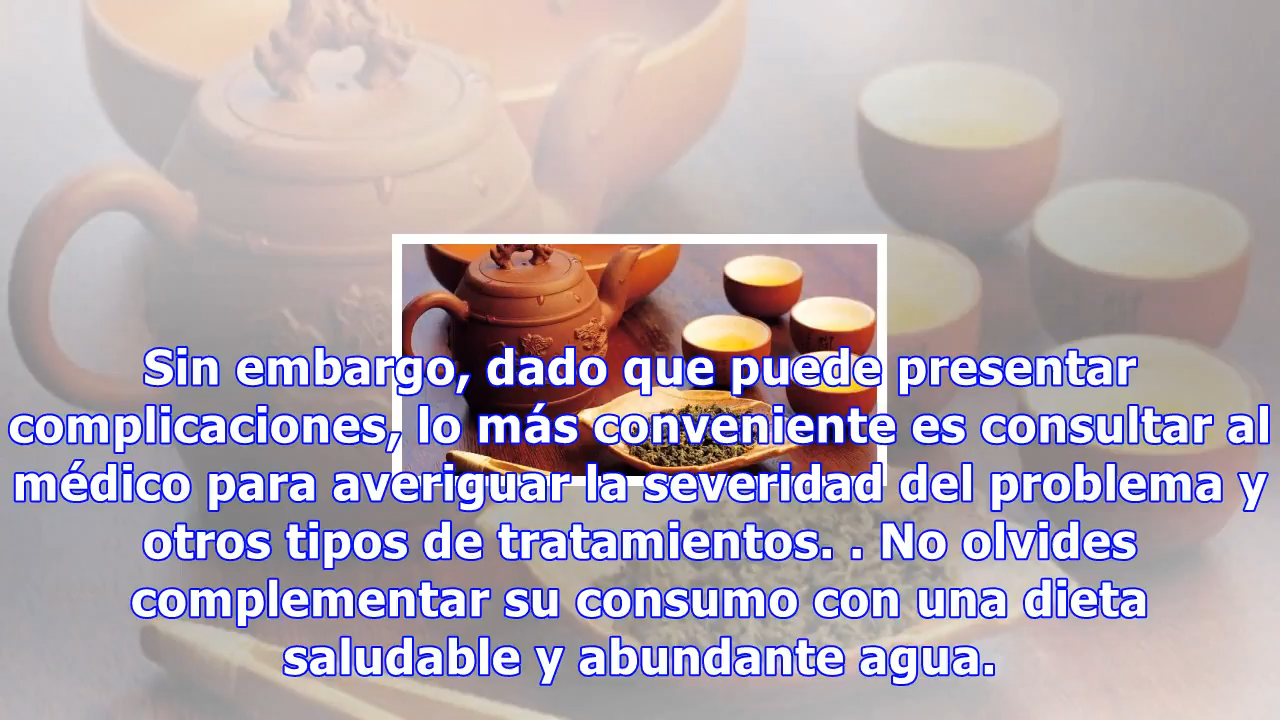 Sin embargo, dado que puede presentar
complicaciones, lo más conveniente es consultar al
médico para averiguar la severidad del problema y
otros tipos de tratamientos. . No olvides
complementar su consumo con una dieta
saludable y abundante agua.